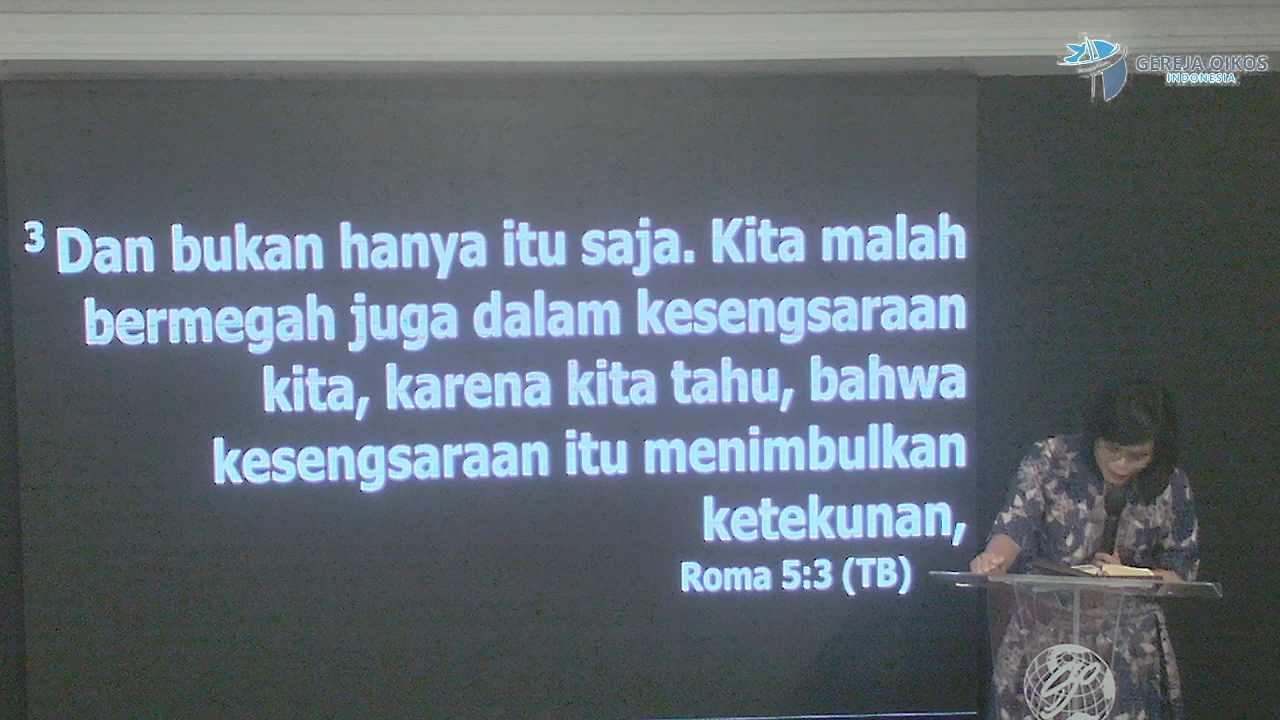 GEREJA OIKOS
INDONESIA
3 Dan bukan hanya itu saja. Kita malah
bermegah juga dalam kesengsaraan
kita, karena kita tahu, bahwa
kesengsaraan itu menimbulkan
ketekunan,
Roma 5:3 (TB)